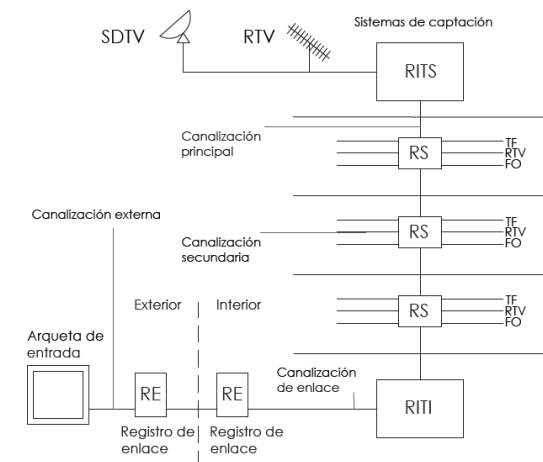 Sistemas de captación
SDTV
RTV
RITS
Canalización
principal
RS
TF
RTV
FO
Canalización externa
Canalización
secundaria
RS
TF
RTV
FO
Exterior
Interior
RS
TF
RTV
FO
Arqueta de
entrada
Canalización
de enlace
RE
RE
RITI
Registro de
enlace
Registro de
enlace